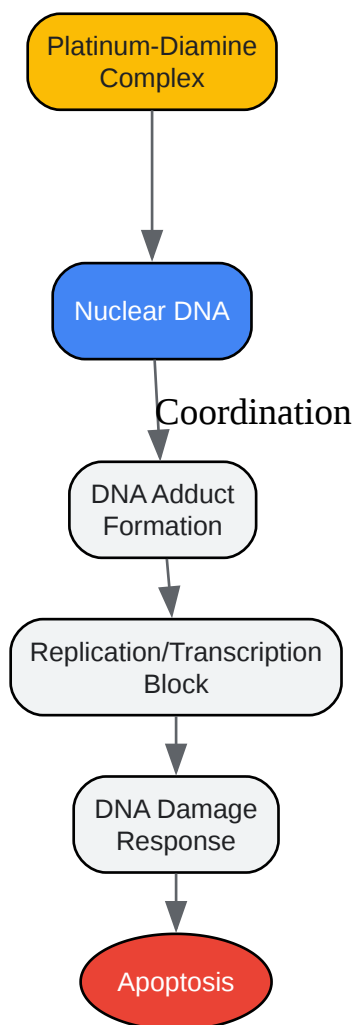 Platinum-Diamine
Complex
Nuclear DNA
Coordination
DNA Adduct
Formation
Replication/Transcription
Block
DNA Damage
Response
Apoptosis